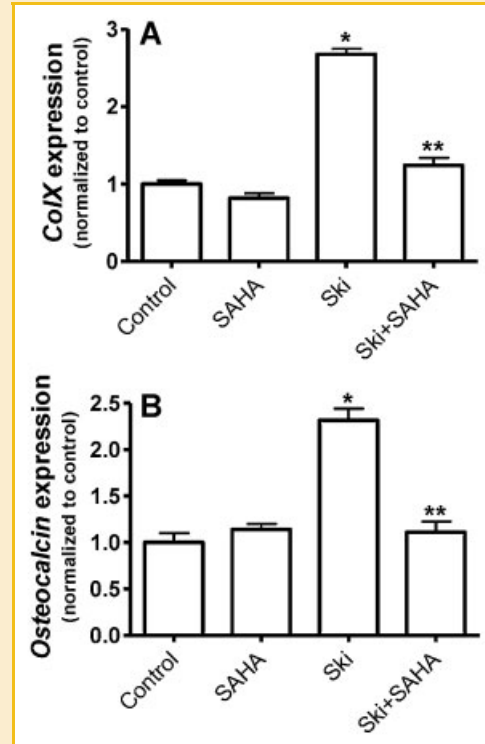 A
ColX expression
(normalized to control)
3
2
1
0
*
**
Control
SAHA
Ski
Ski+SAHA
B
Osteocalcin expression
(normalized to control)
2.5
2.0
1.5
1.0
0.5
0.0
*
**
Control
SAHA
Ski
Ski+SAHA